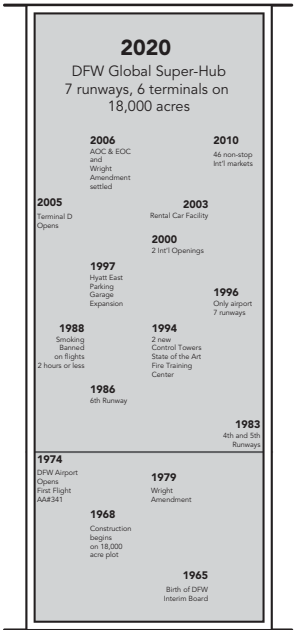 2020
DFW Global Super-Hub
7 runways, 6 terminals on
18,000 acres
2006
AOC & EOC
and
Wright
Amendment
settled
2010
46 non-stop
Int'l markets
2005
Terminal D
Opens
2003
Rental Car Facility
2000
2 Int'l Openings
1997
Hyatt East
Parking
Garage
Expansion
1996
Only airport
7 runways
1988
Smoking
Banned
on flights
2 hours or less
1994
2 new
Control Towers
State of the Art
Fire Training
Center
1986
6th Runway
1983
4th and 5th
Runways
1974
DFW Airport
Opens
First Flight
AA#341
1979
Wright
Amendment
1968
Construction
begins
on 18,000
acre plot
1965
Birth of DFW
Interim Board